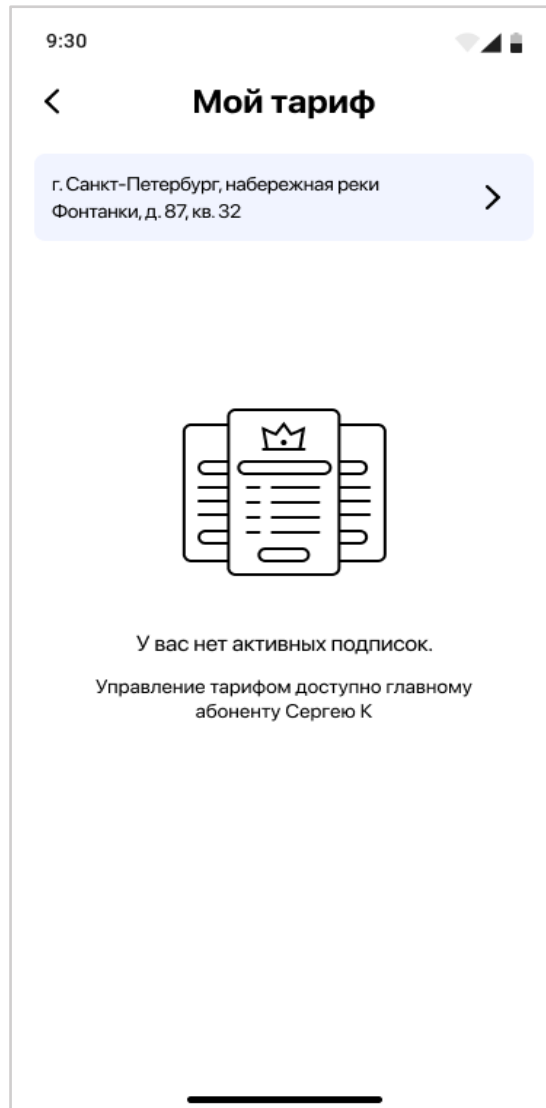 9:30
Мой тариф
г. Санкт-Петербург, набережная реки
Фонтанки, д. 87, кв. 32
У вас нет активных подписок.
Управление тарифом доступно главному
абоненту Сергею К